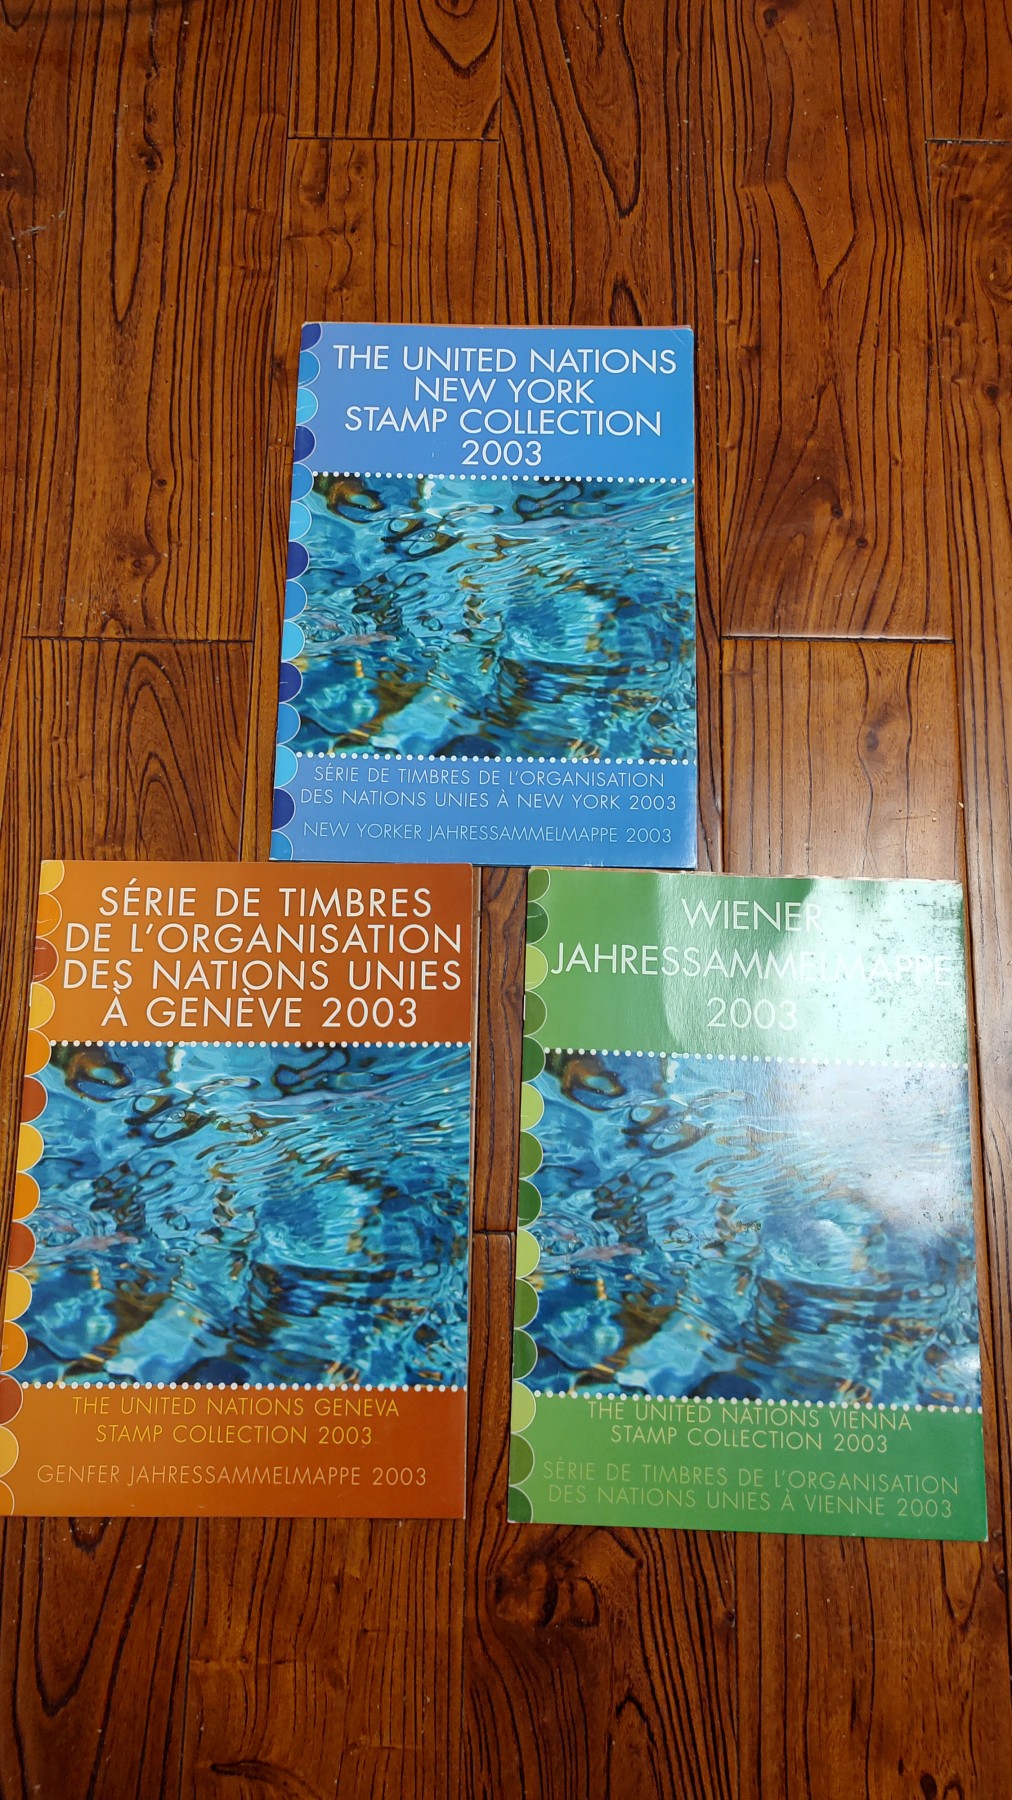 THE UNITED NATIONS
NEW YORK
STAMP COLLECTION
2003
SÉRIE DE TIMBRES DE L'ORGANISATION
DES NATIONS UNIES À NEW YORK 2003
NEW YORKER JAHRESSAMMELMAPPE 2003
SÉRIE DE TIMBRES
DE L'ORGANISATION
DES NATIONS UNIES
À GENÈVE 2003
THE UNITED NATIONS GENEVA
STAMP COLLECTION 2003
GENFER JAHRESSAMMELMAPPE 2003
WIENER
JAHRESSAMMELMAPPE
2003
THE UNITED NATIONS VIENNA
STAMP COLLECTION 2003
SÉRIE DE TIMBRES DE L'ORGANISATION
DES NATIONS UNIES À VIENNE 2003